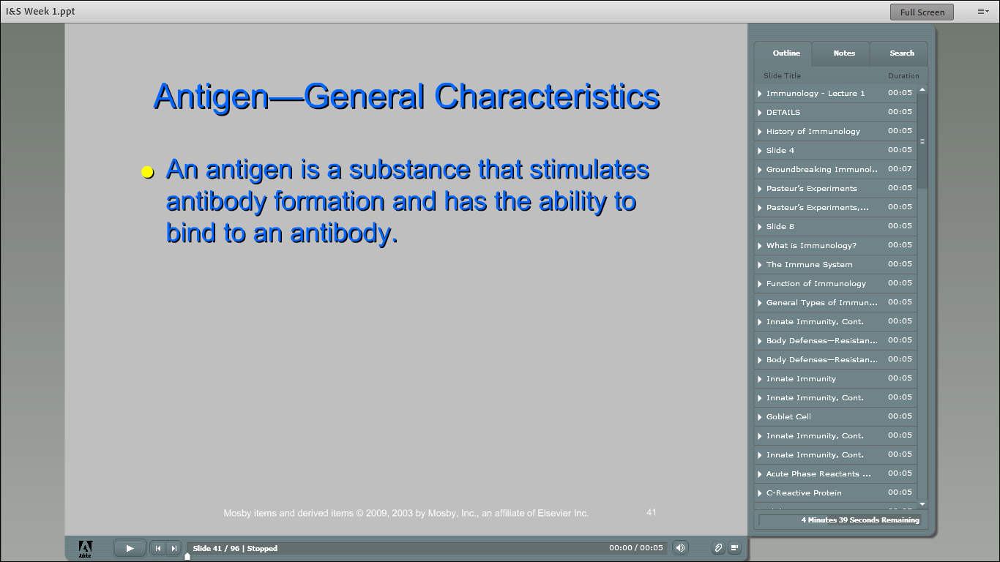 I&S Week 1.ppt
Full Screen
Antigen—General Characteristics
An antigen is a substance that stimulates
antibody formation and has the ability to
bind to an antibody.
Mosby items and derived items © 2009, 2003 by Mosby, Inc., an affiliate of Elsevier Inc.
41
Outline Notes Search
Slide Title Duration
Immunology - Lecture 1 00:05
DETAILS 00:05
History of Immunology 00:05
Slide 4 00:05
Groundbreaking Immunol.. 00:07
Pasteur's Experiments 00:05
Pasteur's Experiments,... 00:05
Slide 8 00:05
What is Immunology? 00:05
The Immune System 00:05
Function of Immunology 00:05
General Types of Immun... 00:05
Innate Immunity, Cont. 00:05
Body Defenses—Resistan... 00:05
Body Defenses—Resistan... 00:05
Innate Immunity 00:05
Innate Immunity, Cont. 00:05
Goblet Cell 00:05
Innate Immunity, Cont. 00:05
Innate Immunity, Cont. 00:05
Acute Phase Reactants ... 00:05
C-Reactive Protein 00:05
4 Minutes 39 Seconds Remaining
Adobe
Slide 41 / 96 | Stopped
00:00 / 00:05